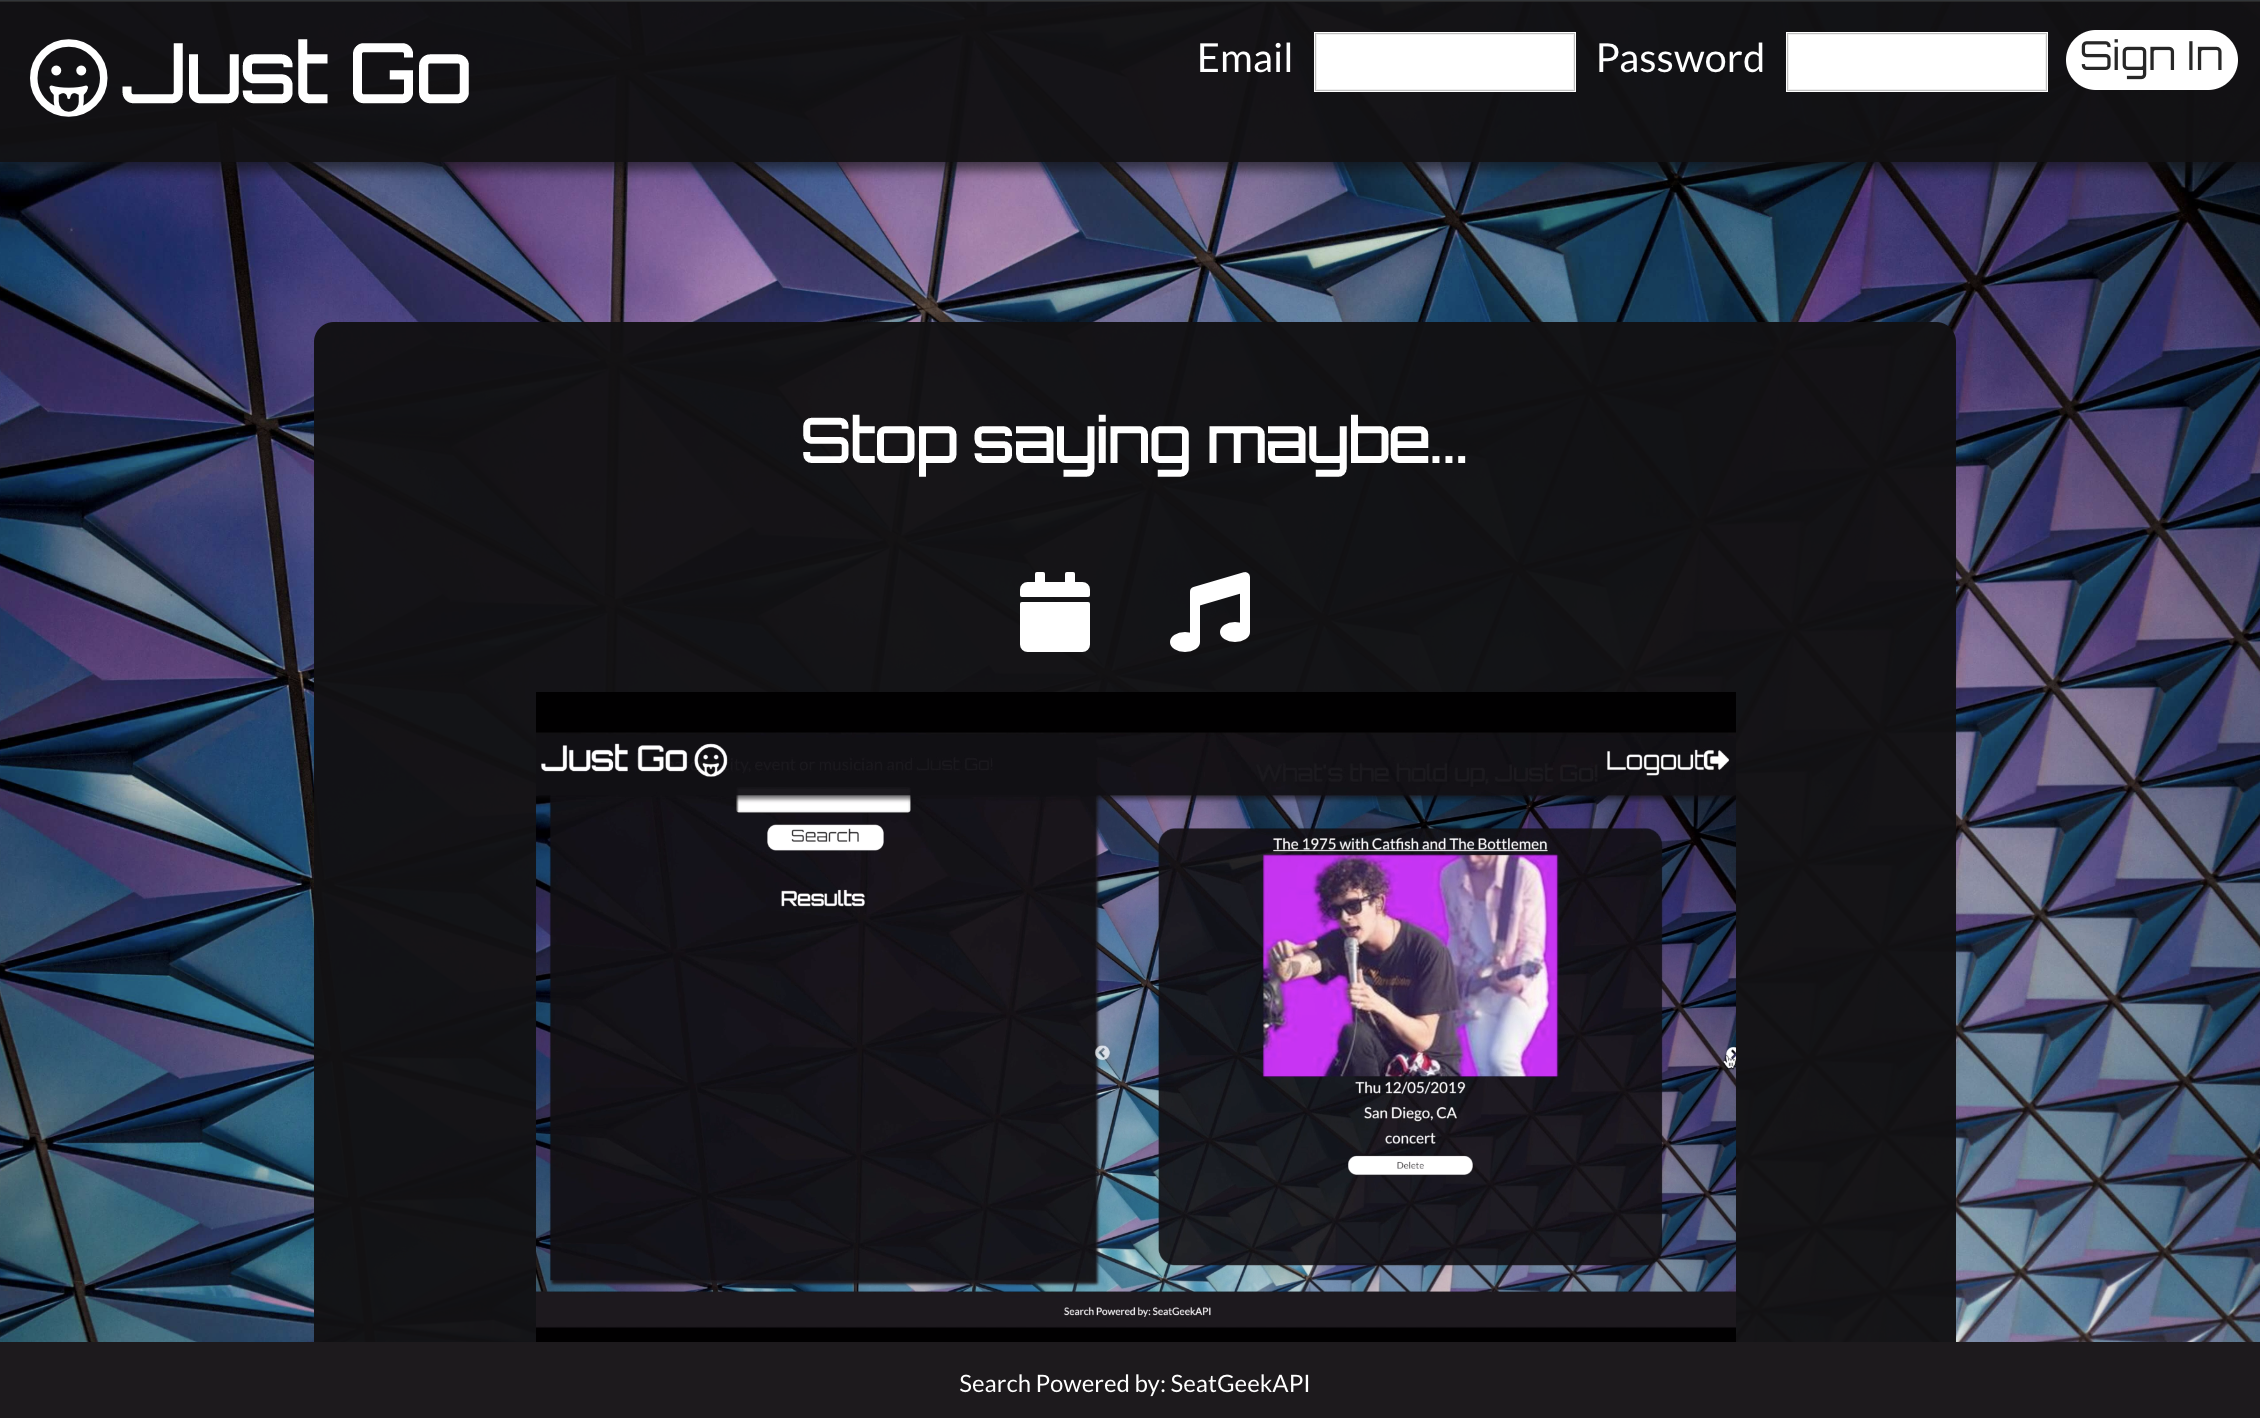 Just Go
Email
Password
Sign In
Stop saying maybe...
Just Go
ty, event or musician and Just Go!
What's the hold up, Just Go!
Logout
Search
Results
The 1975 with Catfish and The Bottlemen
Thu 12/05/2019
San Diego, CA
concert
Delete
Search Powered by: SeatGeekAPI
Search Powered by: SeatGeekAPI